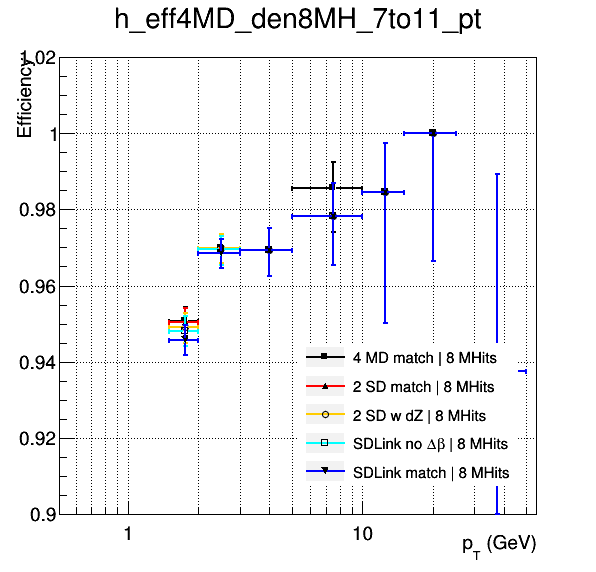 h_eff4MD_den8MH_7to11_pt
Efficiency
1.02
1
0.98
0.96
0.94
0.92
0.9
4 MD match | 8 MHits
2 SD match | 8 MHits
2 SD w dZ | 8 MHits
SDLink no Δβ | 8 MHits
SDLink match | 8 MHits
1
10
p_T (GeV)